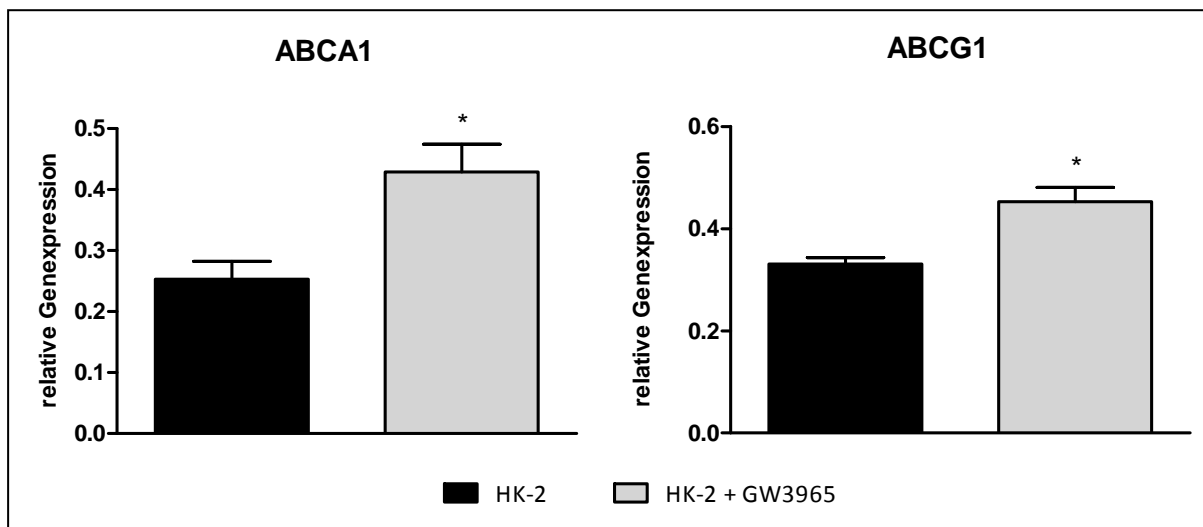 ABCA1
*
0.5
0.4
0.3
0.2
0.1
0.0
relative Genexpression
ABCG1
*
0.6
0.4
0.2
0.0
relative Genexpression
HK-2 HK-2 + GW3965